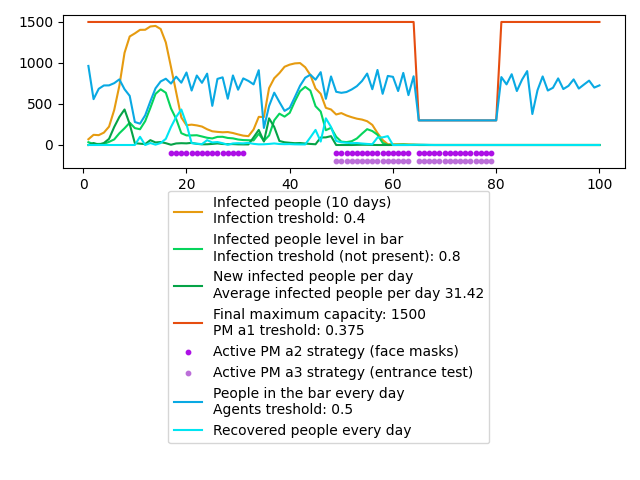 1500
1000
500
0
0 20 40 60 80 100
Infected people (10 days)
Infection treshold: 0.4
Infected people level in bar
Infection treshold (not present): 0.8
New infected people per day
Average infected people per day 31.42
Final maximum capacity: 1500
PM a1 treshold: 0.375
Active PM a2 strategy (face masks)
Active PM a3 strategy (entrance test)
People in the bar every day
Agents treshold: 0.5
Recovered people every day